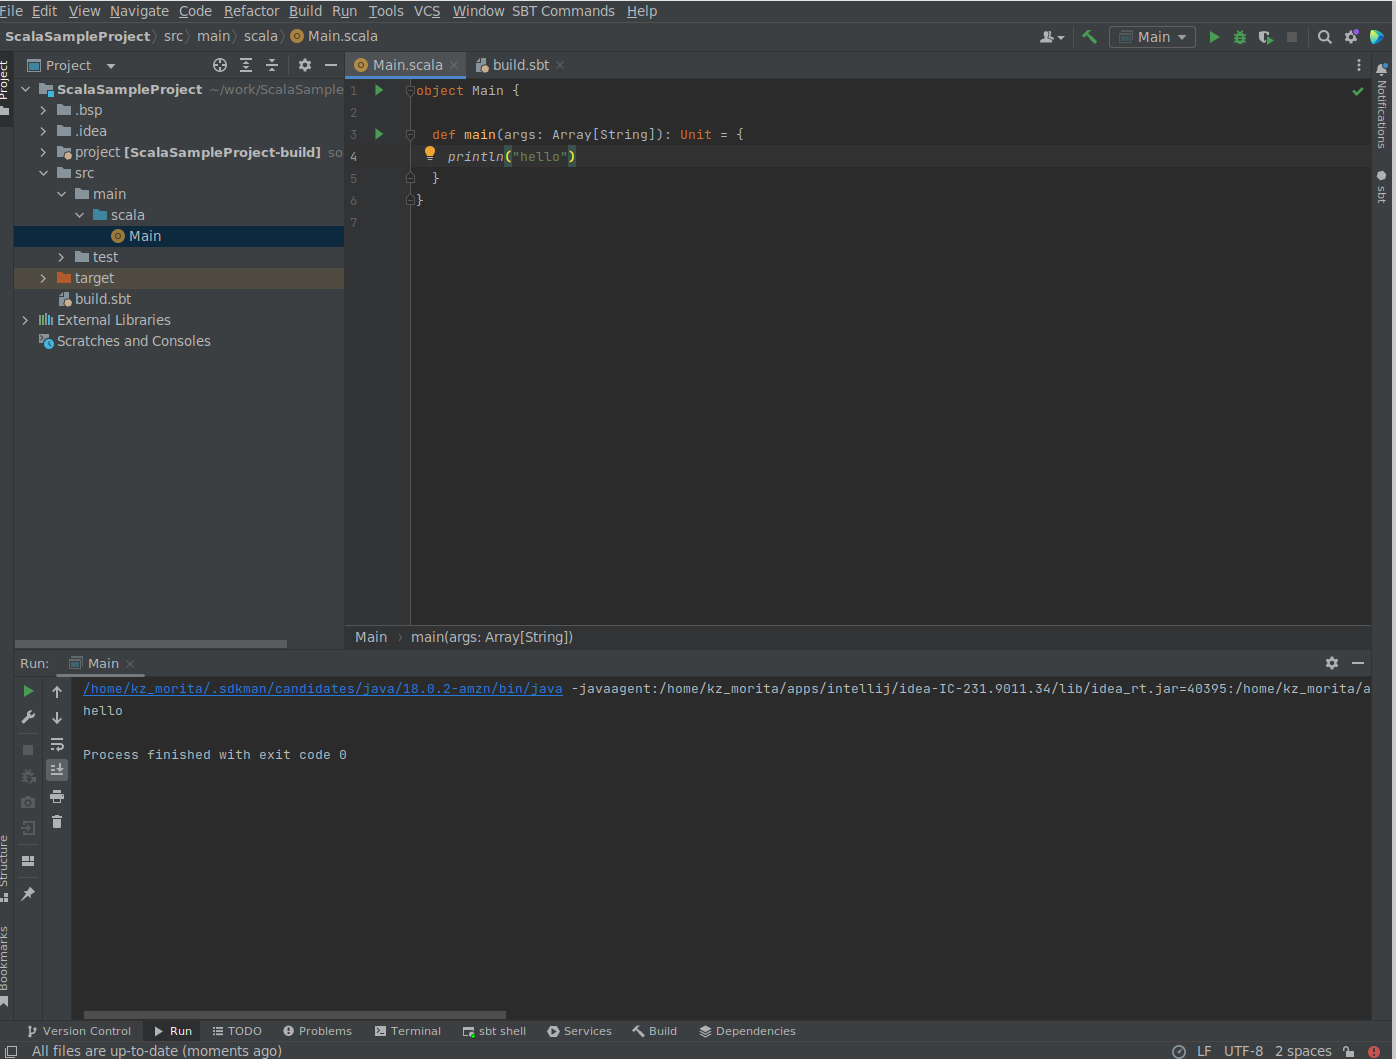 File Edit View Navigate Code Refactor Build Run Tools VCS Window SBT Commands Help
ScalaSampleProject src main scala Main.scala
Main
Project
Project
Main.scala
build.sbt
ScalaSampleProject ~/work/ScalaSample
.bsp
.idea
project [ScalaSampleProject-build] so
src
main
scala
Main
test
target
build.sbt
External Libraries
Scratches and Consoles
1 object Main {
2
3 def main(args: Array[String]): Unit = {
4 println("hello")
5 }
6 }
7
Notifications
sbt
Main › main(args: Array[String])
Run: Main
/home/kz_morita/.sdkman/candidates/java/18.0.2-amzn/bin/java -javaagent:/home/kz_morita/apps/intellij/idea-IC-231.9011.34/lib/idea_rt.jar=40395:/home/kz_morita/a
hello
Process finished with exit code 0
Structure
Bookmarks
Version Control Run TODO Problems Terminal sbt shell Services Build Dependencies
All files are up-to-date (moments ago)
LF UTF-8 2 spaces